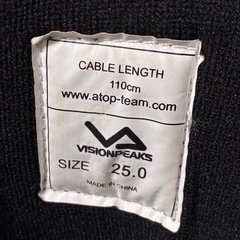 CABLE LENGTH
110cm
www.atop-team.com
VISIONPEAKS
SIZE 25.0
MADE IN CHINA